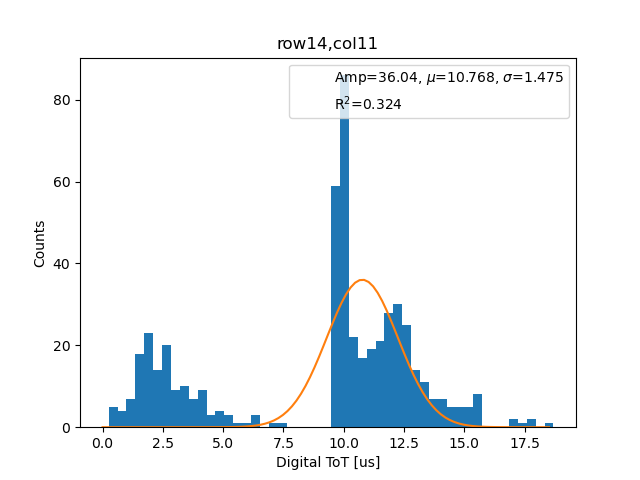 row14,col11
Amp=36.04, μ=10.768, σ=1.475
R²=0.324
80
60
40
20
0
Counts
0.0 2.5 5.0 7.5 10.0 12.5 15.0 17.5
Digital ToT [us]